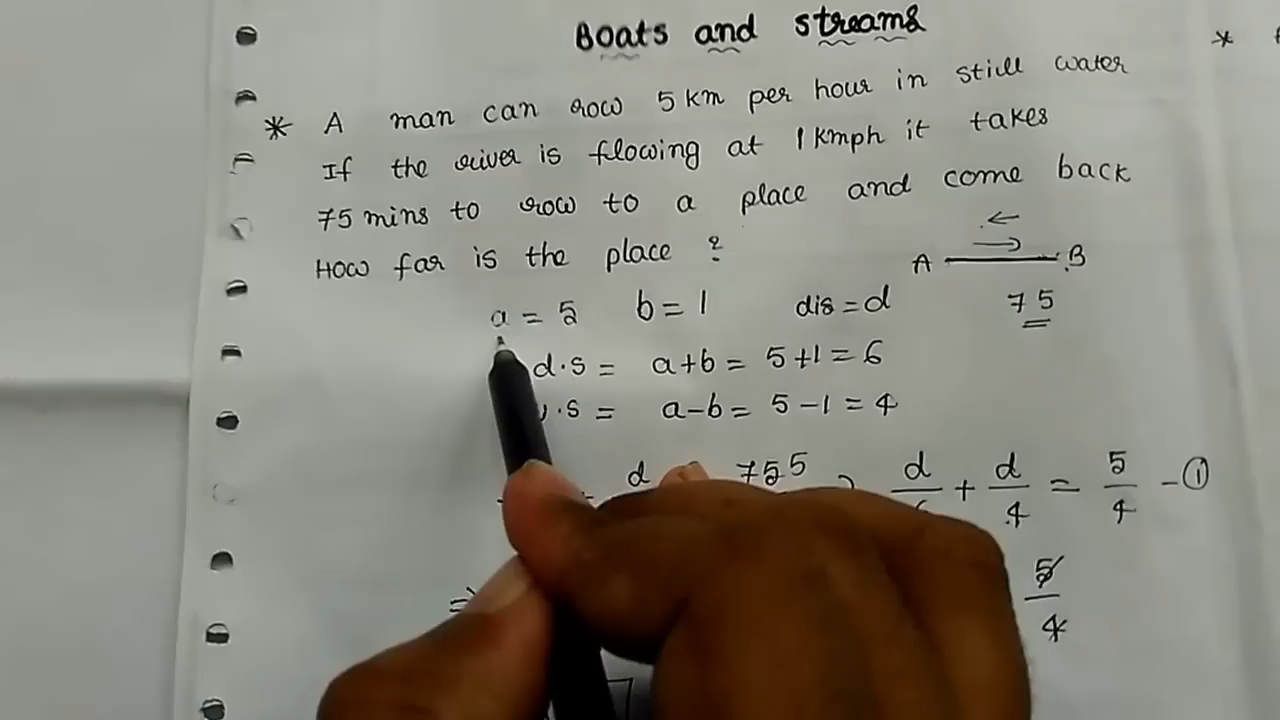 Boats and streams
* A man can row 5 km per hour in still water
If the river is flowing at 1 kmph it takes
75 mins to row to a place and come back
How far is the place ?
A B
75
a = 5 b = 1 dis = d
d.s = a+b = 5+1 = 6
.s = a-b = 5-1 = 4
d 75 5 d + d/4 = 5/4 - ①
⇒ 5/4